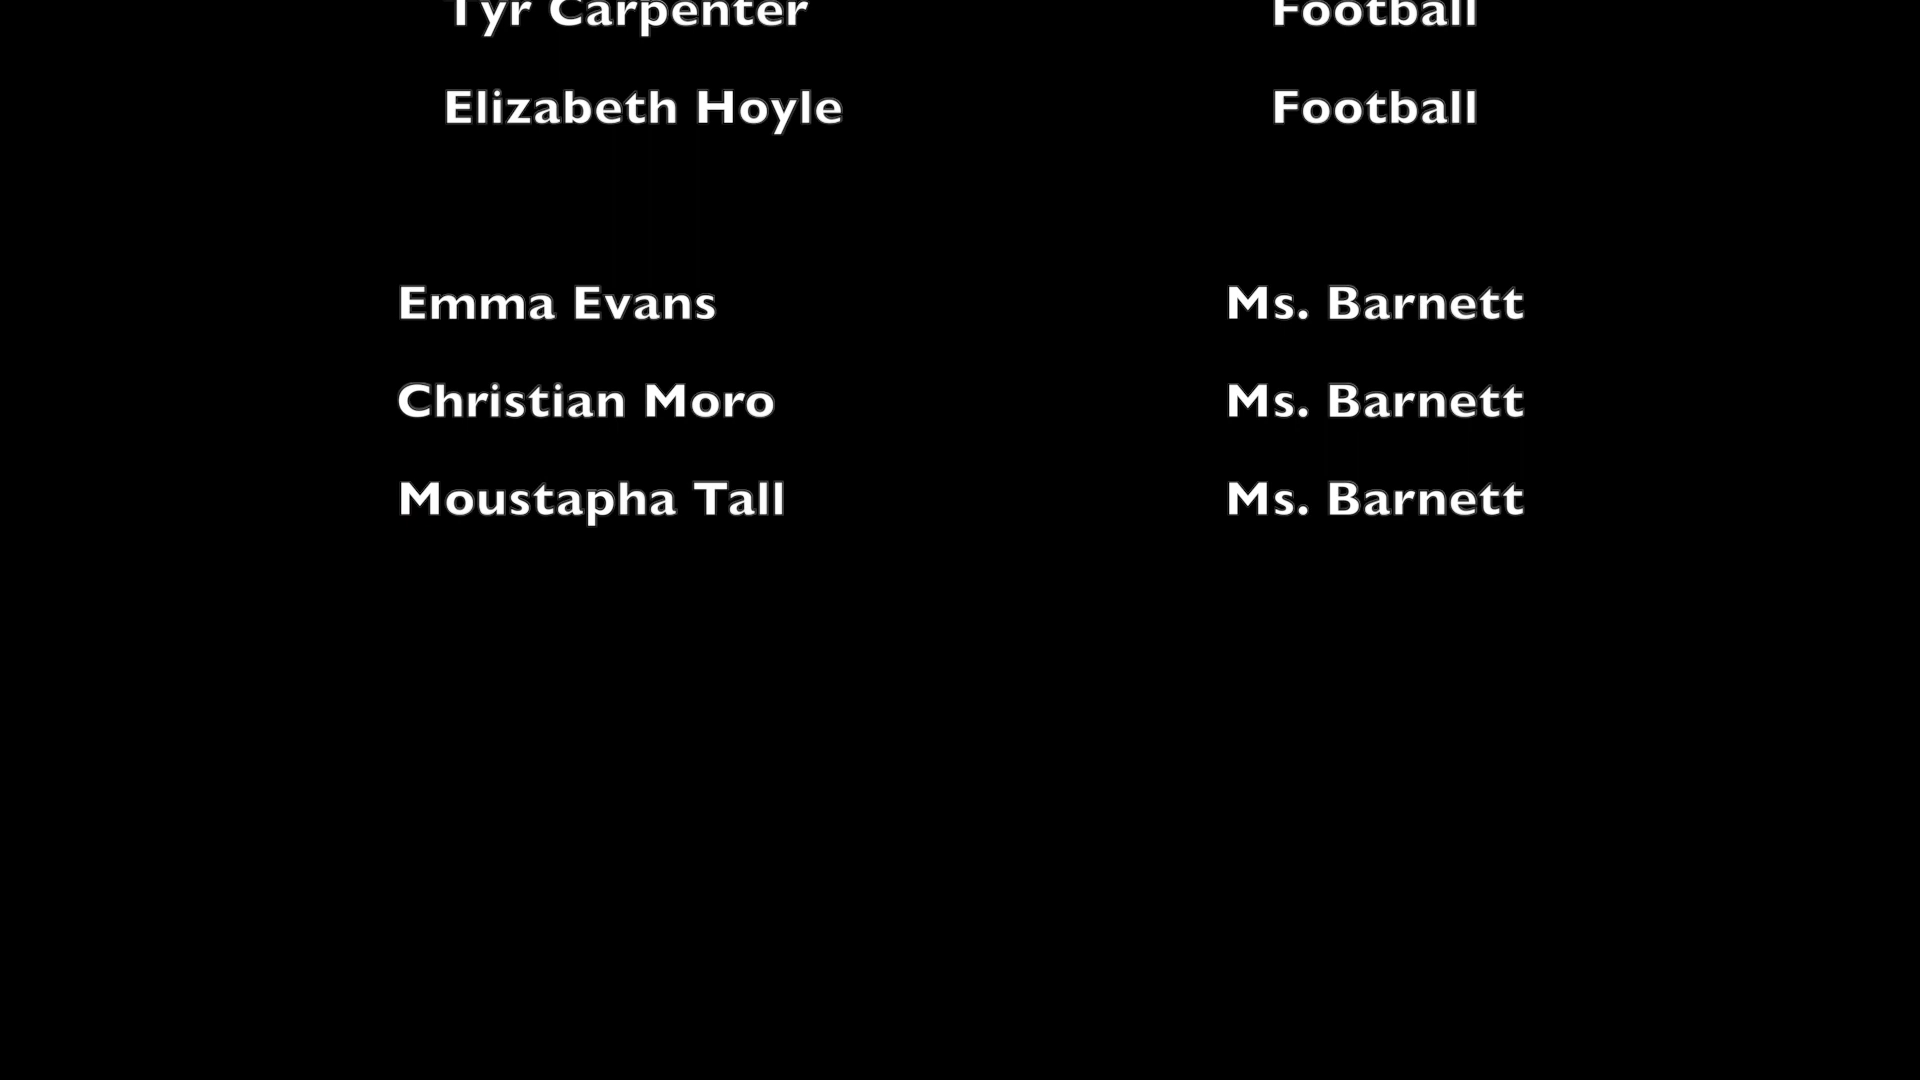 Tyr Carpenter Football
Elizabeth Hoyle Football
Emma Evans Ms. Barnett
Christian Moro Ms. Barnett
Moustapha Tall Ms. Barnett